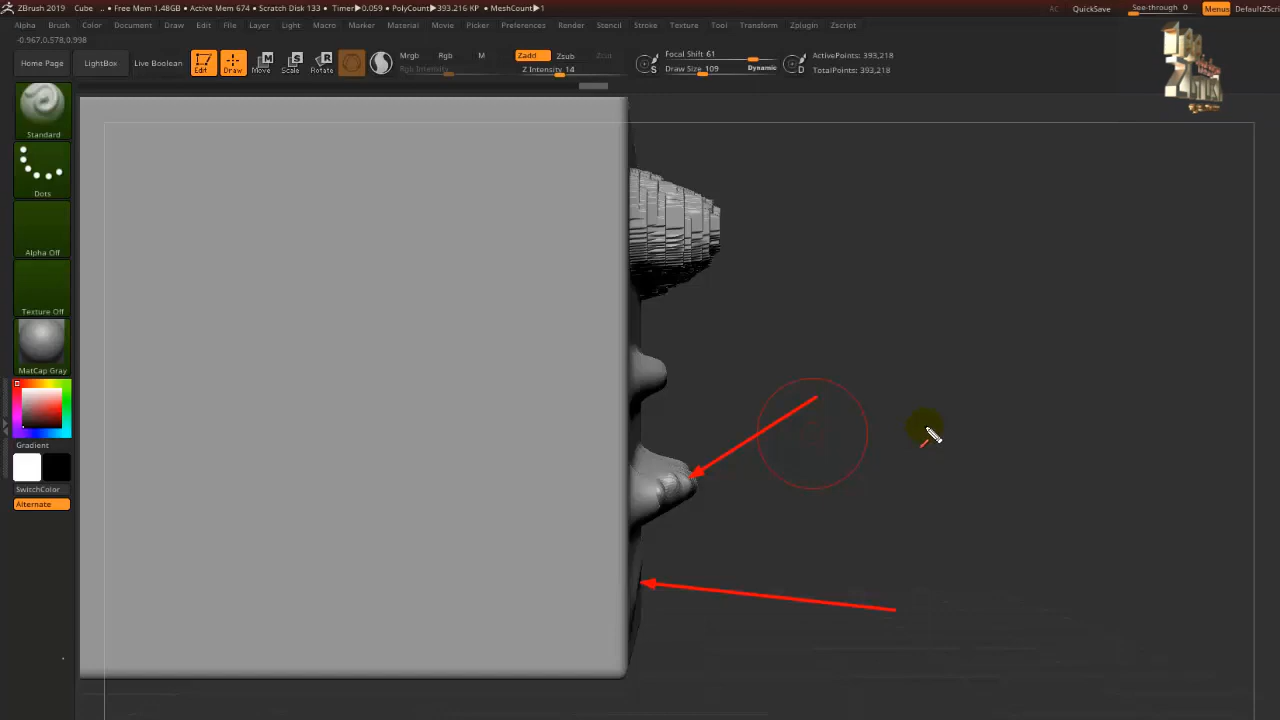 ZBrush 2019 Cube .. • Free Mem 1.48GB • Active Mem 674 • Scratch Disk 133 • Timer▶0.059 • PolyCount▶393.216 KP • MeshCount▶1 AC QuickSave See-through 0 Menus DefaultZScri
Alpha Brush Color Document Draw Edit File Layer Light Macro Marker Material Movie Picker Preferences Render Stencil Stroke Texture Tool Transform Zplugin Zscript
-0.967,0.578,0.998
Home Page LightBox Live Boolean Edit Draw Move Scale Rotate
Mrgb Rgb M Zadd Zsub Zcut Focal Shift 61 ActivePoints: 393,218
Rgb Intensity Z Intensity 14 Draw Size 109 Dynamic TotalPoints: 393,218
Standard
Dots
Alpha Off
Texture Off
MatCap Gray
Gradient
SwitchColor
Alternate